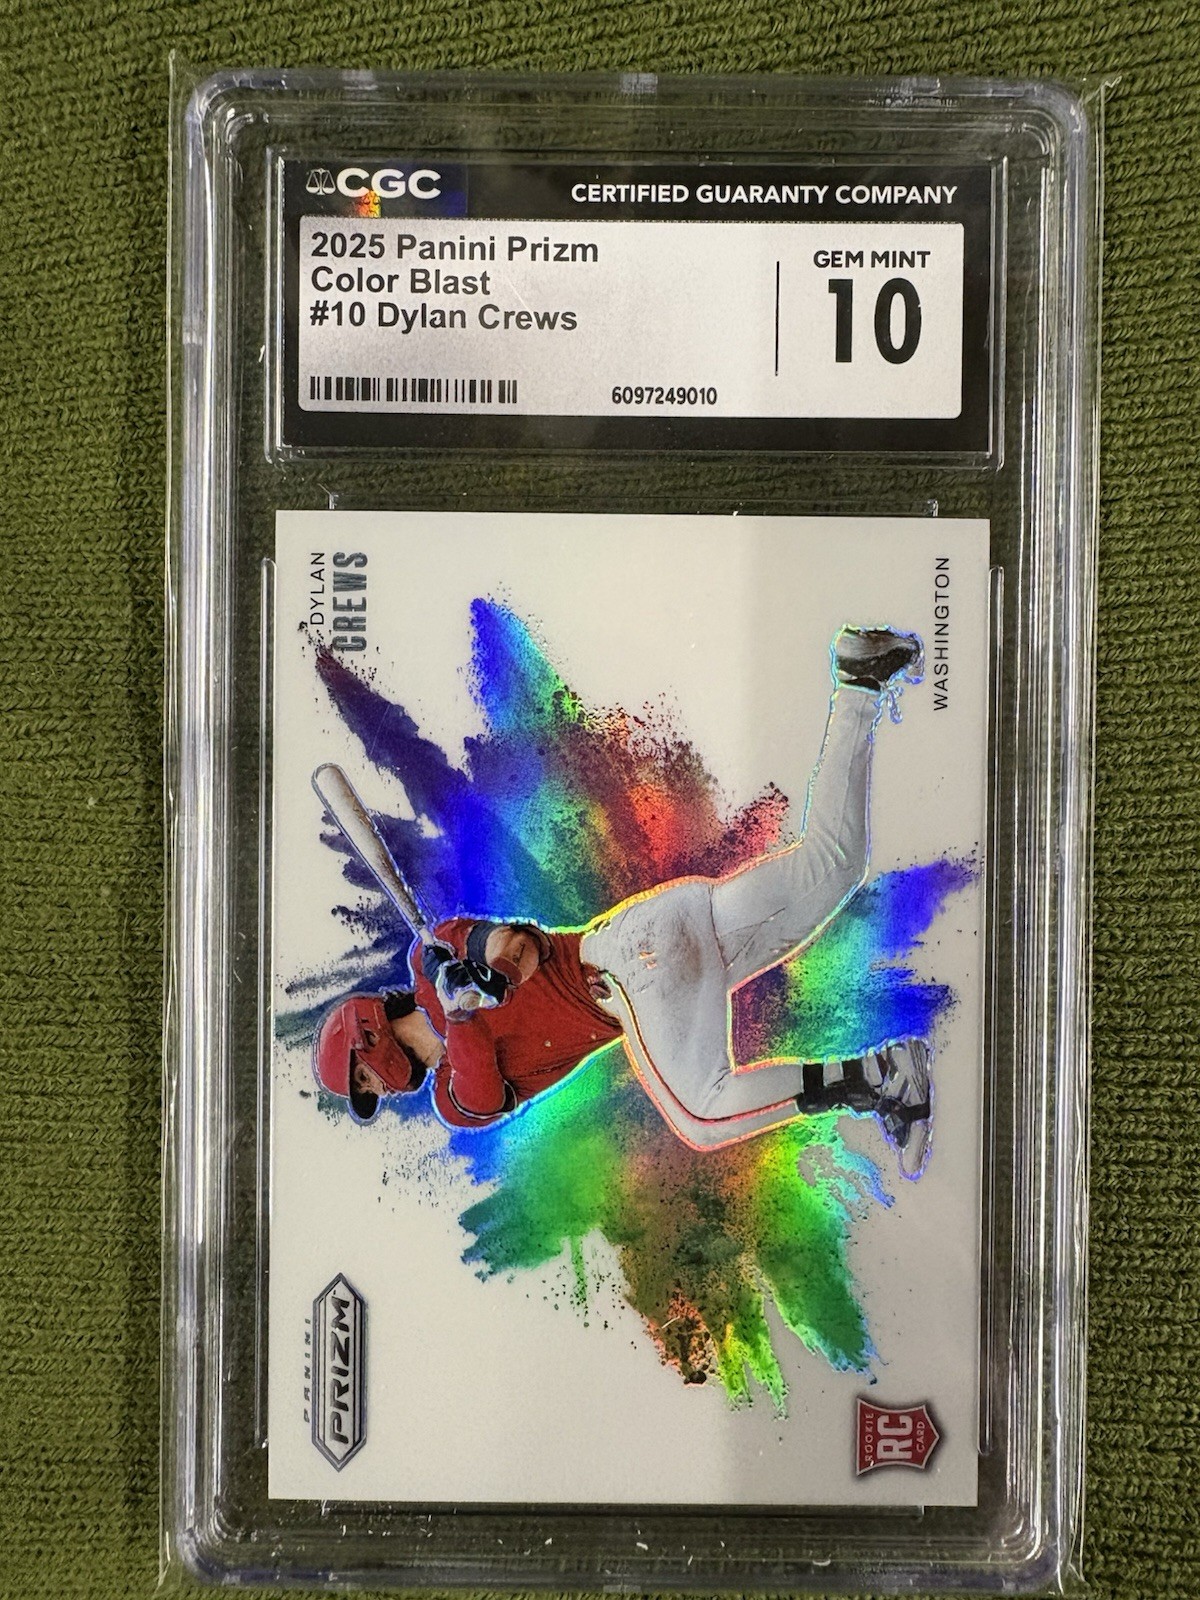 CGC
CERTIFIED GUARANTY COMPANY
2025 Panini Prizm
Color Blast
#10 Dylan Crews
GEM MINT
10
6097249010
DYLAN
CREWS
WASHINGTON
PANINI
PRIZM
ROOKIE
RC
CARD